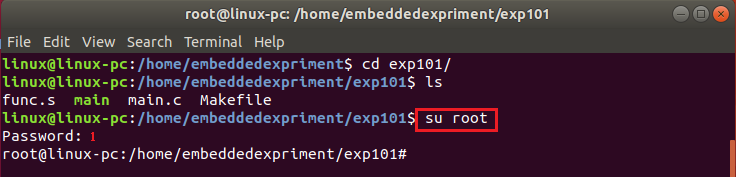 root@linux-pc: /home/embeddedexpriment/exp101
File Edit View Search Terminal Help
linux@linux-pc:/home/embeddedexpriment$ cd exp101/
linux@linux-pc:/home/embeddedexpriment/exp101$ ls
func.s main main.c Makefile
linux@linux-pc:/home/embeddedexpriment/exp101$ su root
Password: 1
root@linux-pc:/home/embeddedexpriment/exp101#